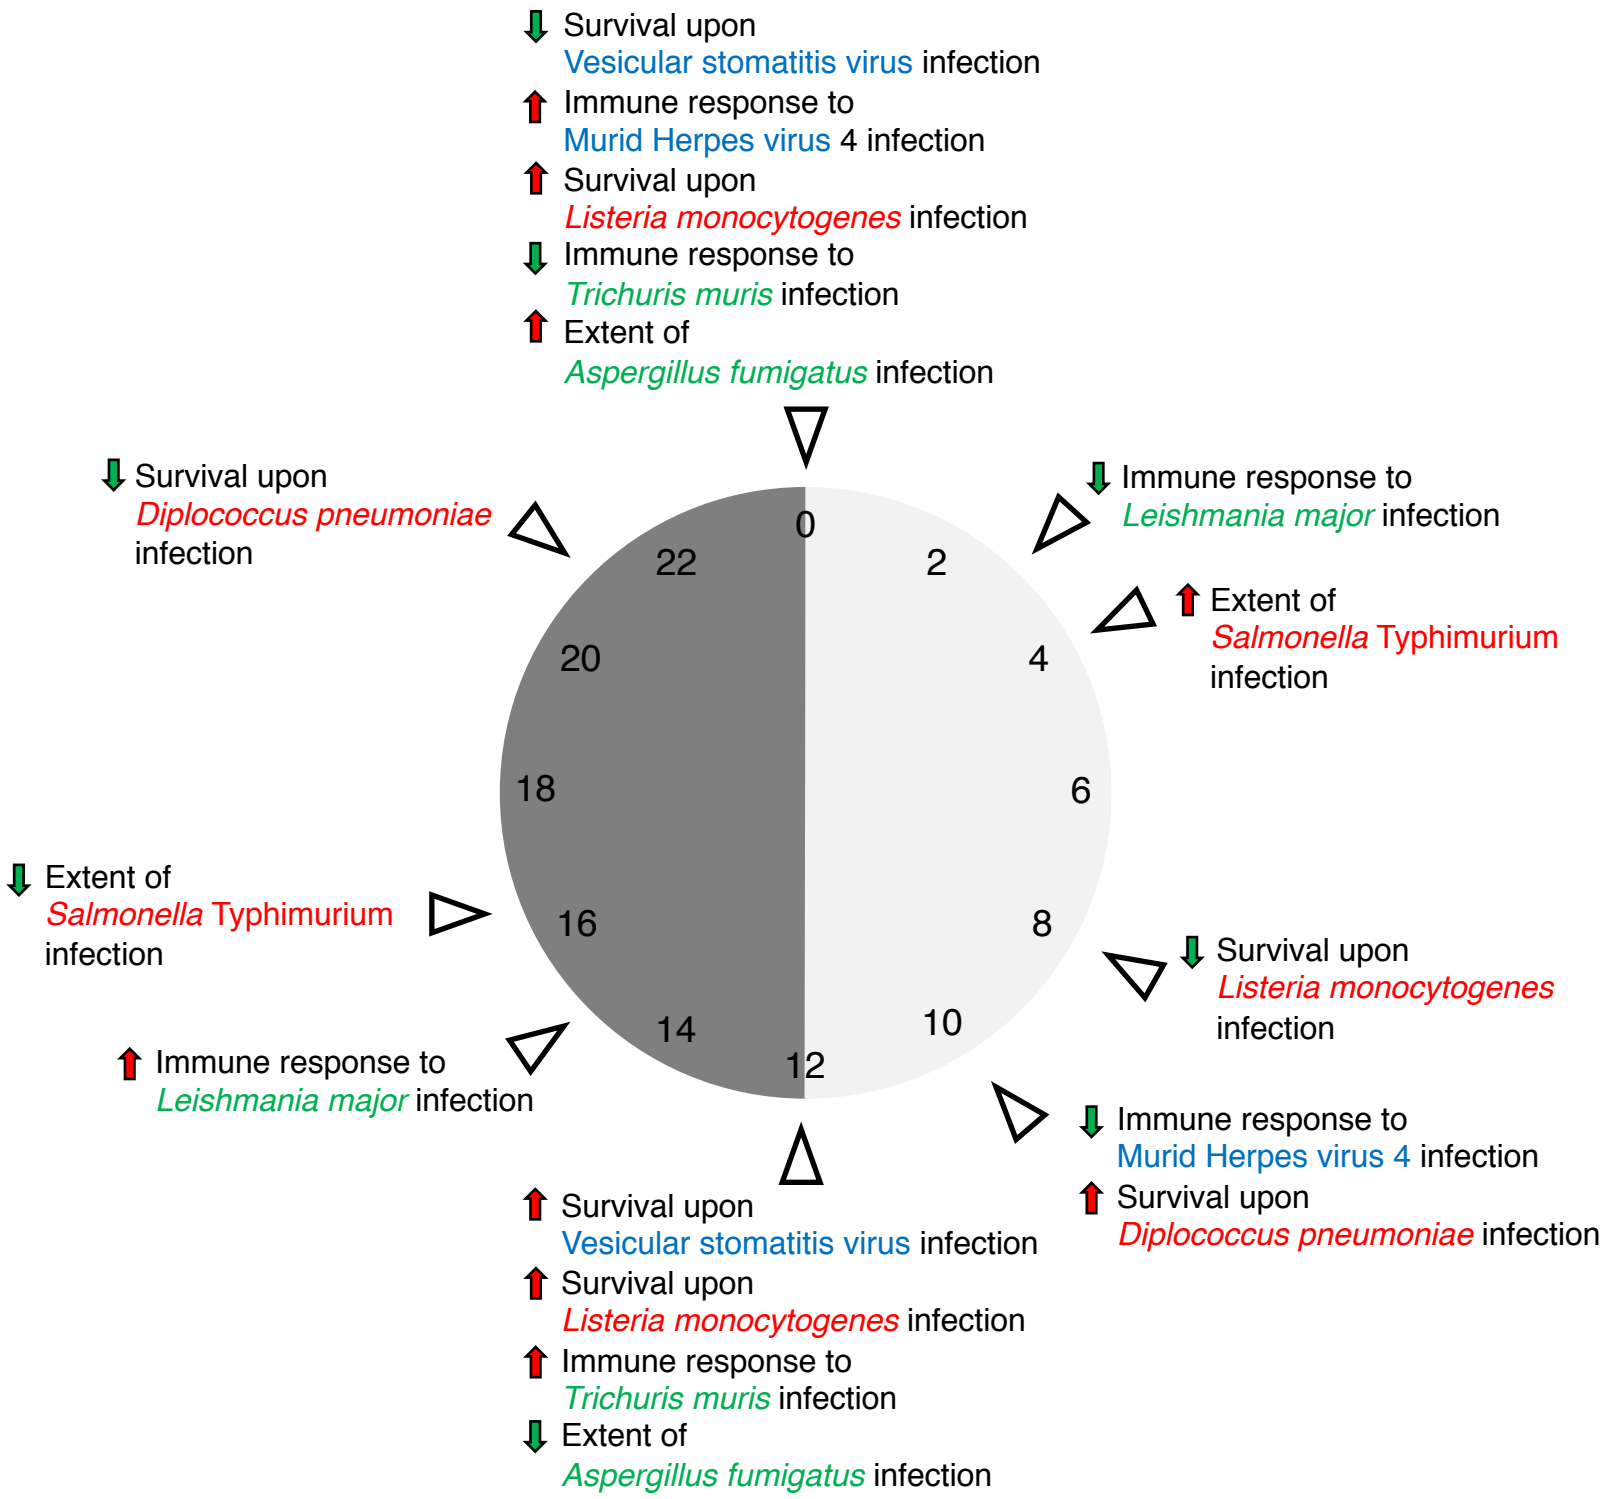 Survival upon
Vesicular stomatitis virus infection
Immune response to
Murid Herpes virus 4 infection
Survival upon
Listeria monocytogenes infection
Immune response to
Trichuris muris infection
Extent of
Aspergillus fumigatus infection
Survival upon
Diplococcus pneumoniae
infection
Immune response to
Leishmania major infection
Extent of
Salmonella Typhimurium
infection
0
2
4
6
8
10
12
14
16
18
20
22
Extent of
Salmonella Typhimurium
infection
Survival upon
Listeria monocytogenes
infection
Immune response to
Leishmania major infection
Immune response to
Murid Herpes virus 4 infection
Survival upon
Diplococcus pneumoniae infection
Survival upon
Vesicular stomatitis virus infection
Survival upon
Listeria monocytogenes infection
Immune response to
Trichuris muris infection
Extent of
Aspergillus fumigatus infection